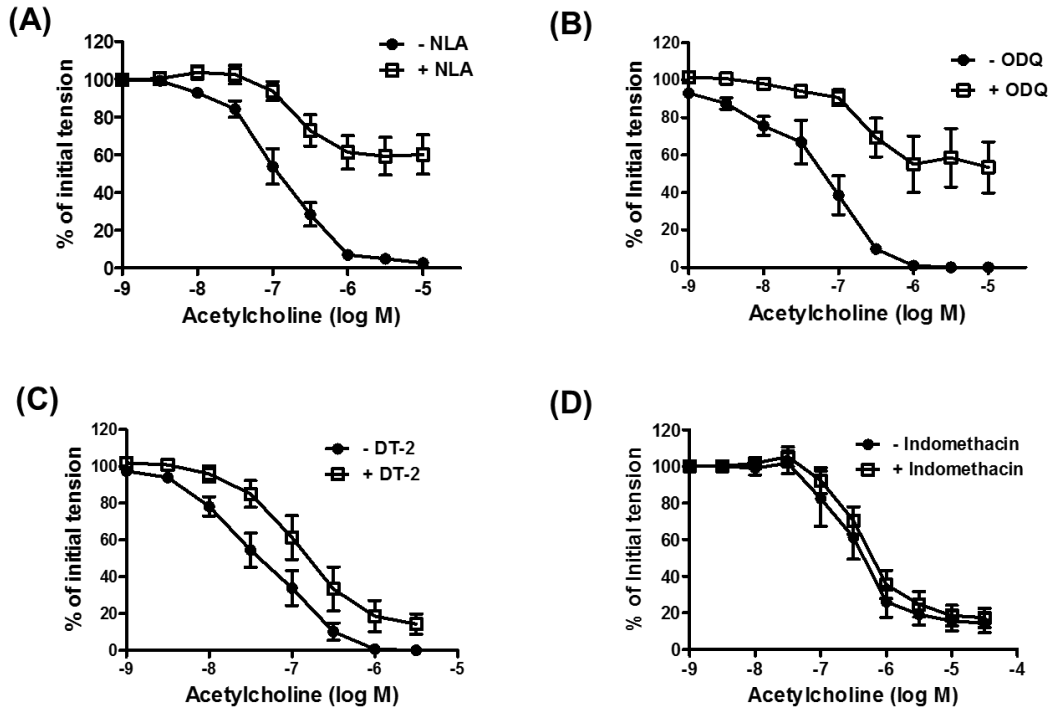 (A)
- NLA
+ NLA
% of initial tension
120
100
80
60
40
20
0
-9
-8
-7
-6
-5
Acetylcholine (log M)
(B)
- ODQ
+ ODQ
% of Initial tension
120
100
80
60
40
20
0
-9
-8
-7
-6
-5
Acetylcholine (log M)
(C)
- DT-2
+ DT-2
% of initial tension
120
100
80
60
40
20
0
-9
-8
-7
-6
-5
Acetylcholine (log M)
(D)
- Indomethacin
+ Indomethacin
% of Initial tension
120
100
80
60
40
20
0
-9
-8
-7
-6
-5
-4
Acetylcholine (log M)